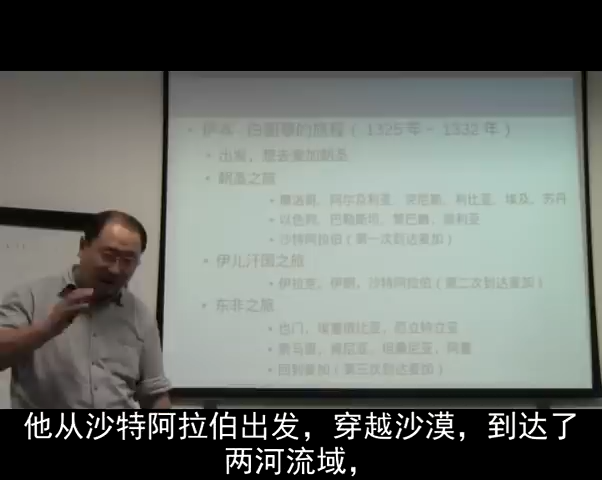 伊本·白图泰的旅程（1325年－1332年）
出发，想去麦加朝圣
朝圣之旅
摩洛哥、阿尔及利亚、突尼斯、利比亚、埃及、苏丹
以色列、巴勒斯坦、黎巴嫩、叙利亚
沙特阿拉伯（第一次到达麦加）
伊儿汗国之旅
伊拉克、伊朗、沙特阿拉伯（第二次到达麦加）
东非之旅
也门、埃塞俄比亚、厄立特立亚
索马里、肯尼亚、坦桑尼亚、阿曼
回到麦加（第三次到达麦加）
他从沙特阿拉伯出发，穿越沙漠，到达了
两河流域，